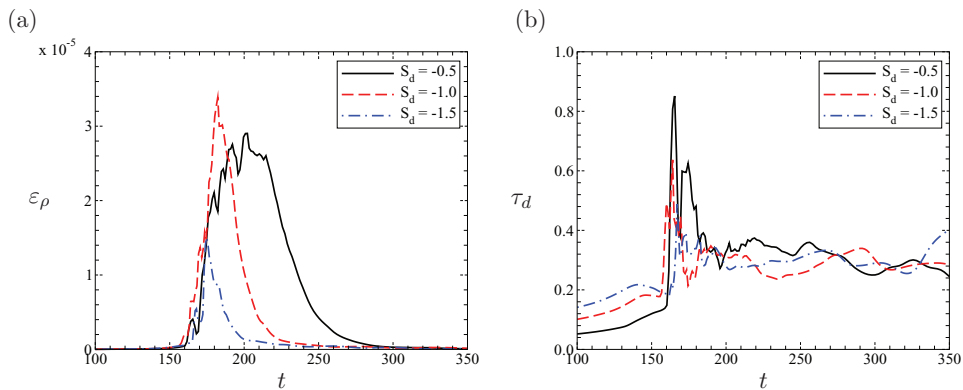 (a)
x 10⁻⁵
4
3
2
1
0
100 150 200 250 300 350
ε_ρ
t
S_d = -0.5
S_d = -1.0
S_d = -1.5
(b)
1.0
0.8
0.6
0.4
0.2
0.0
100 150 200 250 300 350
τ_d
t
S_d = -0.5
S_d = -1.0
S_d = -1.5